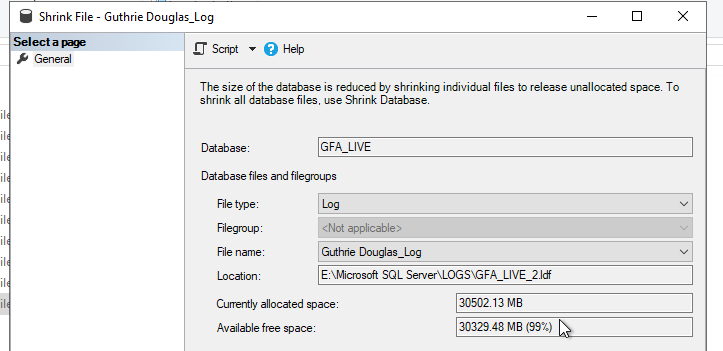 Shrink File - Guthrie Douglas_Log
Select a page
General
Script
Help
The size of the database is reduced by shrinking individual files to release unallocated space. To
shrink all database files, use Shrink Database.
Database:
GFA_LIVE
Database files and filegroups
File type:
Log
Filegroup:
<Not applicable>
File name:
Guthrie Douglas_Log
Location:
E:\Microsoft SQL Server\LOGS\GFA_LIVE_2.ldf
Currently allocated space:
30502.13 MB
Available free space:
30329.48 MB (99%)